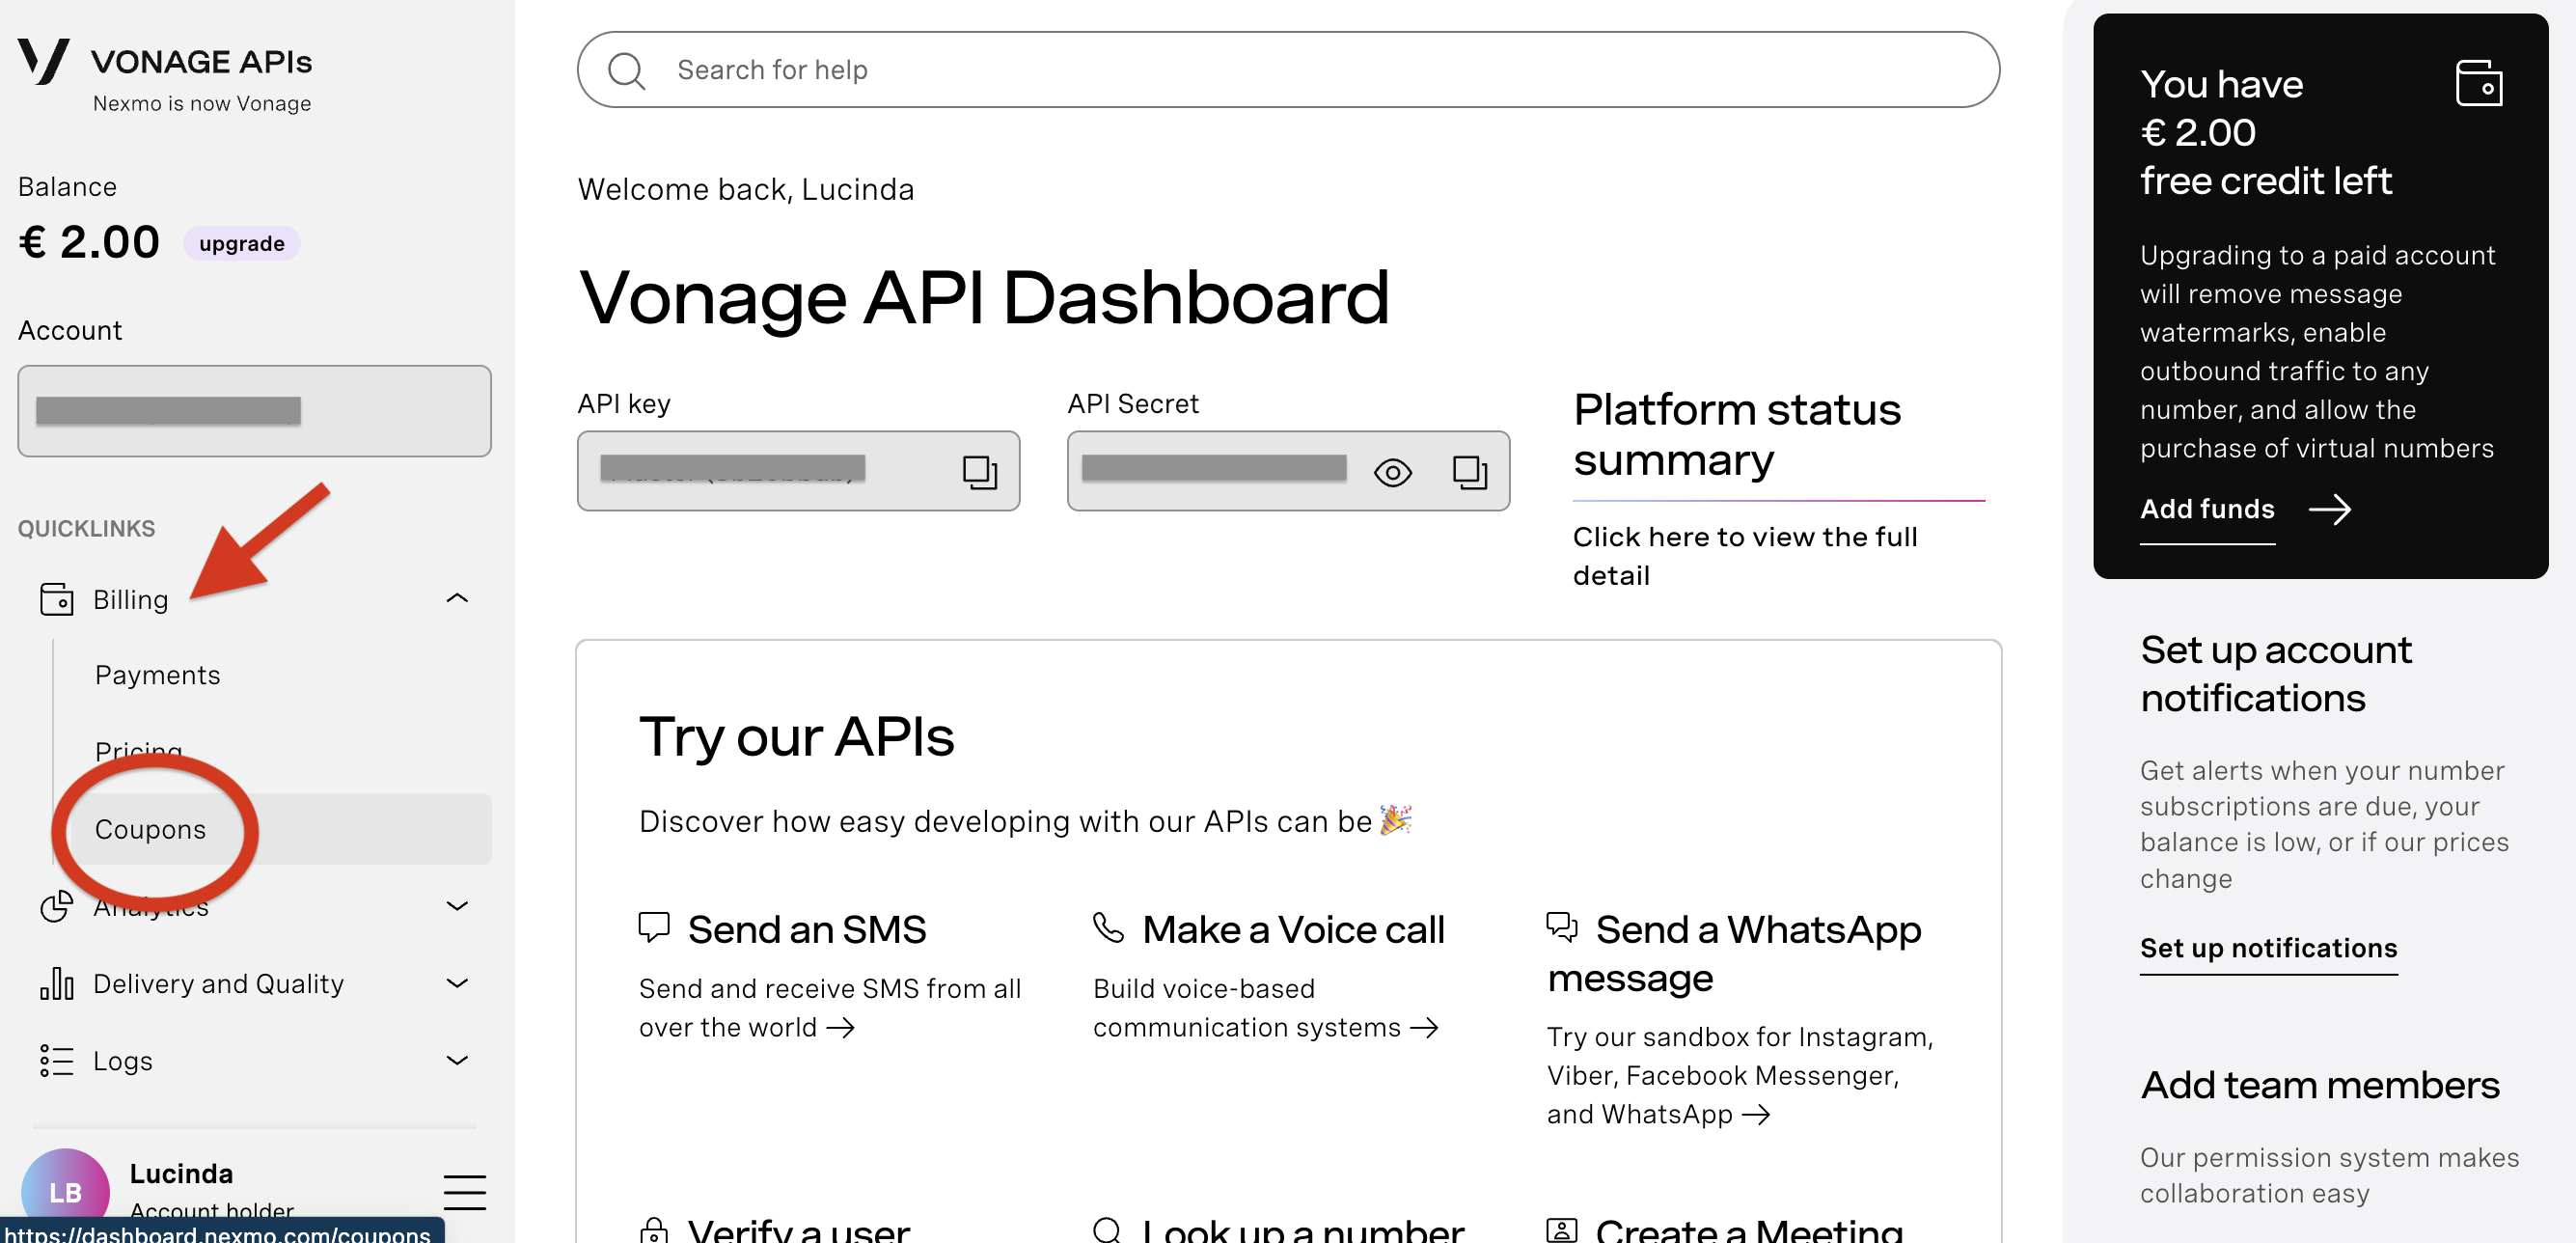 VONAGE APIs
Nexmo is now Vonage
Balance
€ 2.00 upgrade
Account
QUICKLINKS
Billing
Payments
Pricing
Coupons
Analytics
Delivery and Quality
Logs
Lucinda
Account holder
LB
https://dashboard.nexmo.com/coupons
Search for help
Welcome back, Lucinda
Vonage API Dashboard
API key
API Secret
Platform status
summary
Click here to view the full
detail
Try our APIs
Discover how easy developing with our APIs can be 🎉
Send an SMS
Send and receive SMS from all
over the world →
Make a Voice call
Build voice-based
communication systems →
Send a WhatsApp
message
Try our sandbox for Instagram,
Viber, Facebook Messenger,
and WhatsApp →
Verify a user
Look up a number
Create a Meeting
You have
€ 2.00
free credit left
Upgrading to a paid account
will remove message
watermarks, enable
outbound traffic to any
number, and allow the
purchase of virtual numbers
Add funds →
Set up account
notifications
Get alerts when your number
subscriptions are due, your
balance is low, or if our prices
change
Set up notifications
Add team members
Our permission system makes
collaboration easy